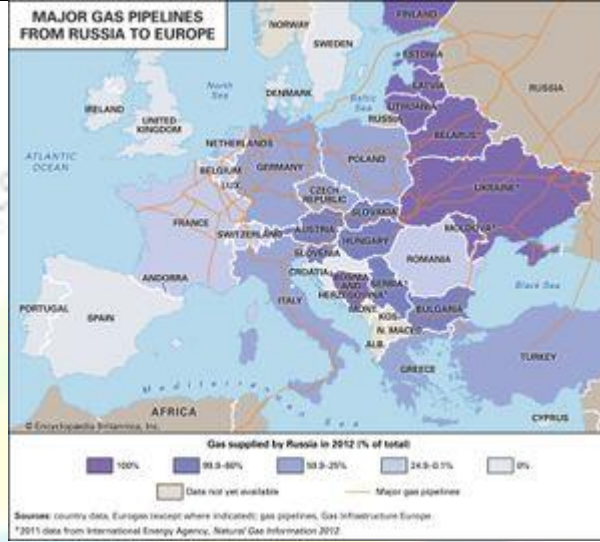 MAJOR GAS PIPELINES
FROM RUSSIA TO EUROPE
NORWAY
FINLAND
SWEDEN
ESTONIA
North
Sea
DENMARK
LATVIA
RUSSIA
Baltic
Sea
LITHUANIA
IRELAND
RUSSIA
UNITED
KINGDOM
BELARUS*
NETHERLANDS
ATLANTIC
OCEAN
BELGIUM
GERMANY
POLAND
LUX.
UKRAINE*
CZECH
REPUBLIC
SLOVAKIA
FRANCE
SWITZERLAND
AUSTRIA
MOLDOVA*
HUNGARY
SLOVENIA
ROMANIA
CROATIA
ANDORRA
BOSNIA
AND
HERZEGOVINA*
SERBIA*
Black Sea
ITALY
MONT.
KOS.
BULGARIA
PORTUGAL
SPAIN
N. MACED.
ALB.
TURKEY
GREECE
Mediterranean
Sea
AFRICA
CYPRUS
© Encyclopædia Britannica, Inc.
Gas supplied by Russia in 2012 (% of total)
100%
99.9–60%
59.9–25%
24.9–0.1%
0%
Data not yet available
Major gas pipelines
Sources: country data, Eurogas (except where indicated); gas pipelines, Gas Infrastructure Europe
*2011 data from International Energy Agency, Natural Gas Information 2012